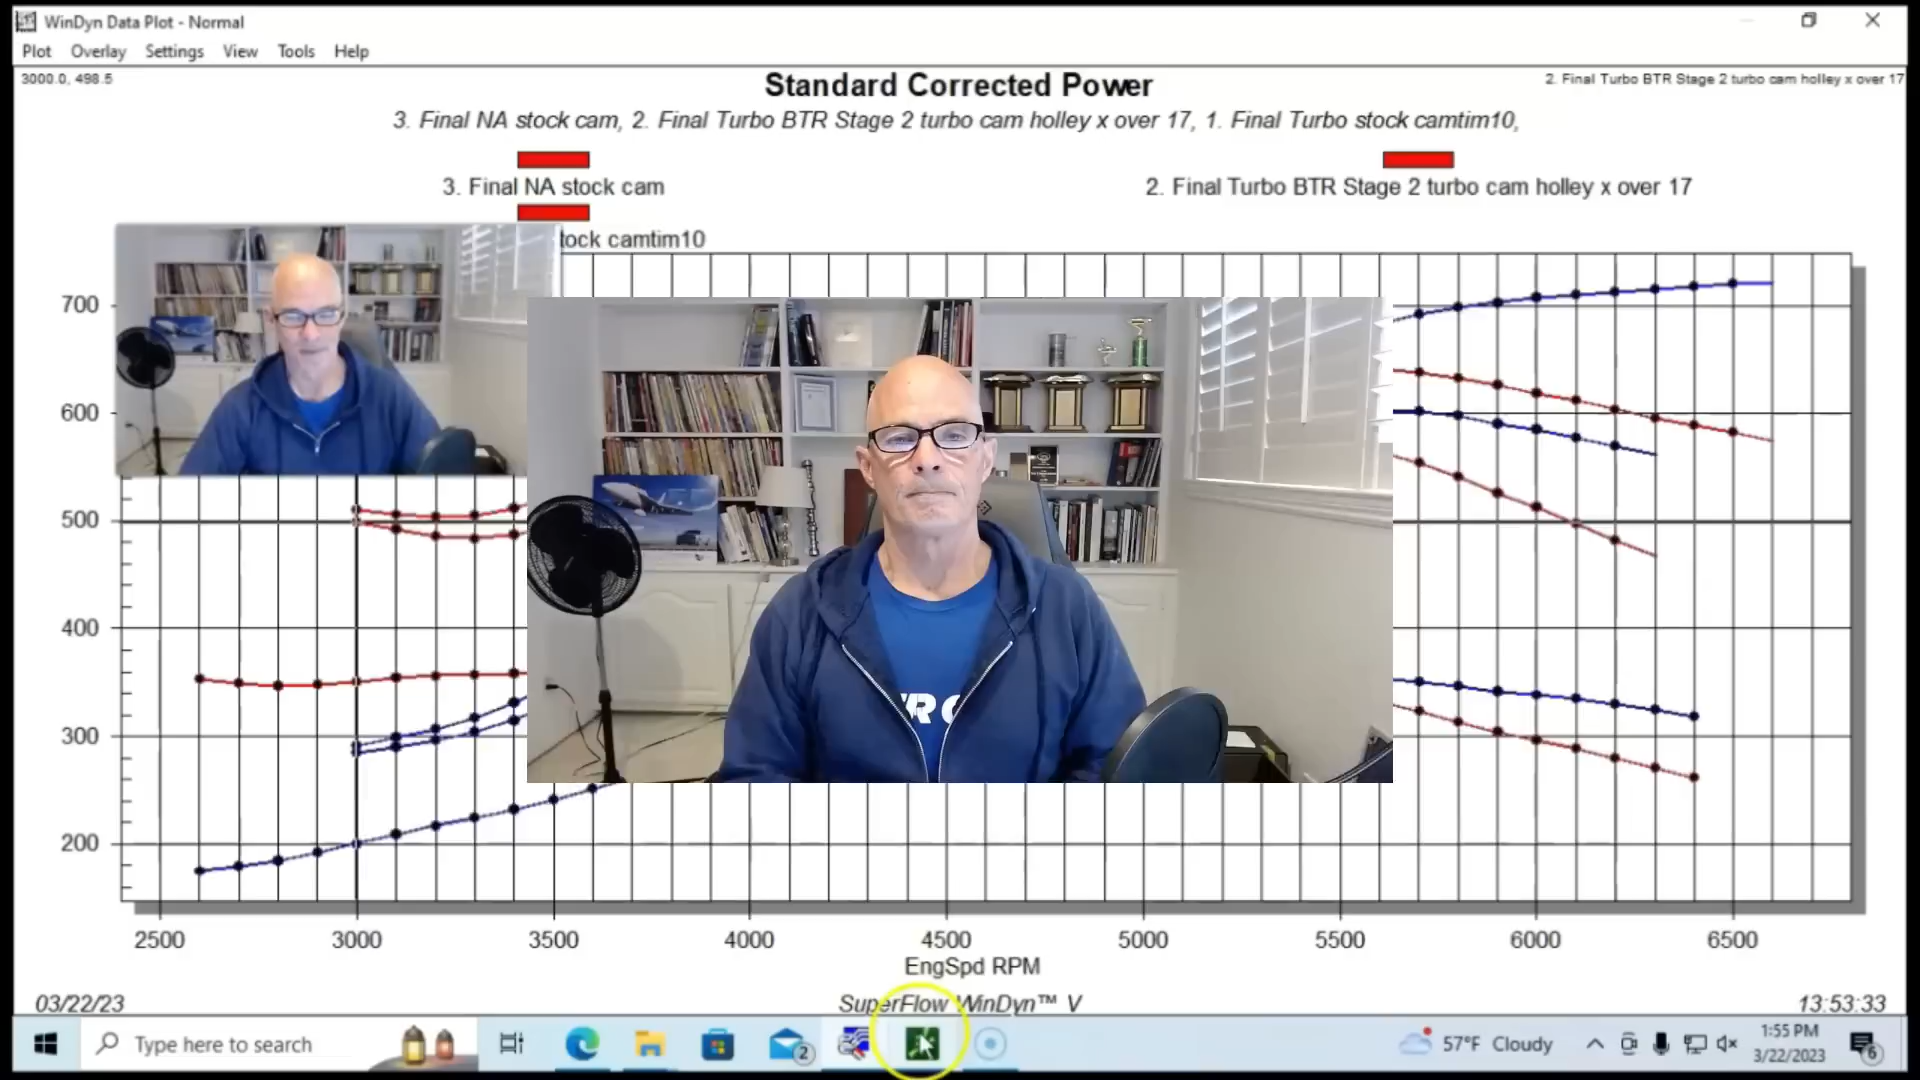 WinDyn Data Plot - Normal
Plot Overlay Settings View Tools Help
3000.0, 498.5
2. Final Turbo BTR Stage 2 turbo cam holley x over 17
Standard Corrected Power
3. Final NA stock cam, 2. Final Turbo BTR Stage 2 turbo cam holley x over 17, 1. Final Turbo stock camtim10,
3. Final NA stock cam
2. Final Turbo BTR Stage 2 turbo cam holley x over 17
tock camtim10
700
600
500
400
300
200
2500 3000 3500 4000 4500 5000 5500 6000 6500
EngSpd RPM
03/22/23
SuperFlow WinDyn™ V
13:53:33
Type here to search
2
57°F Cloudy
1:55 PM
3/22/2023
6